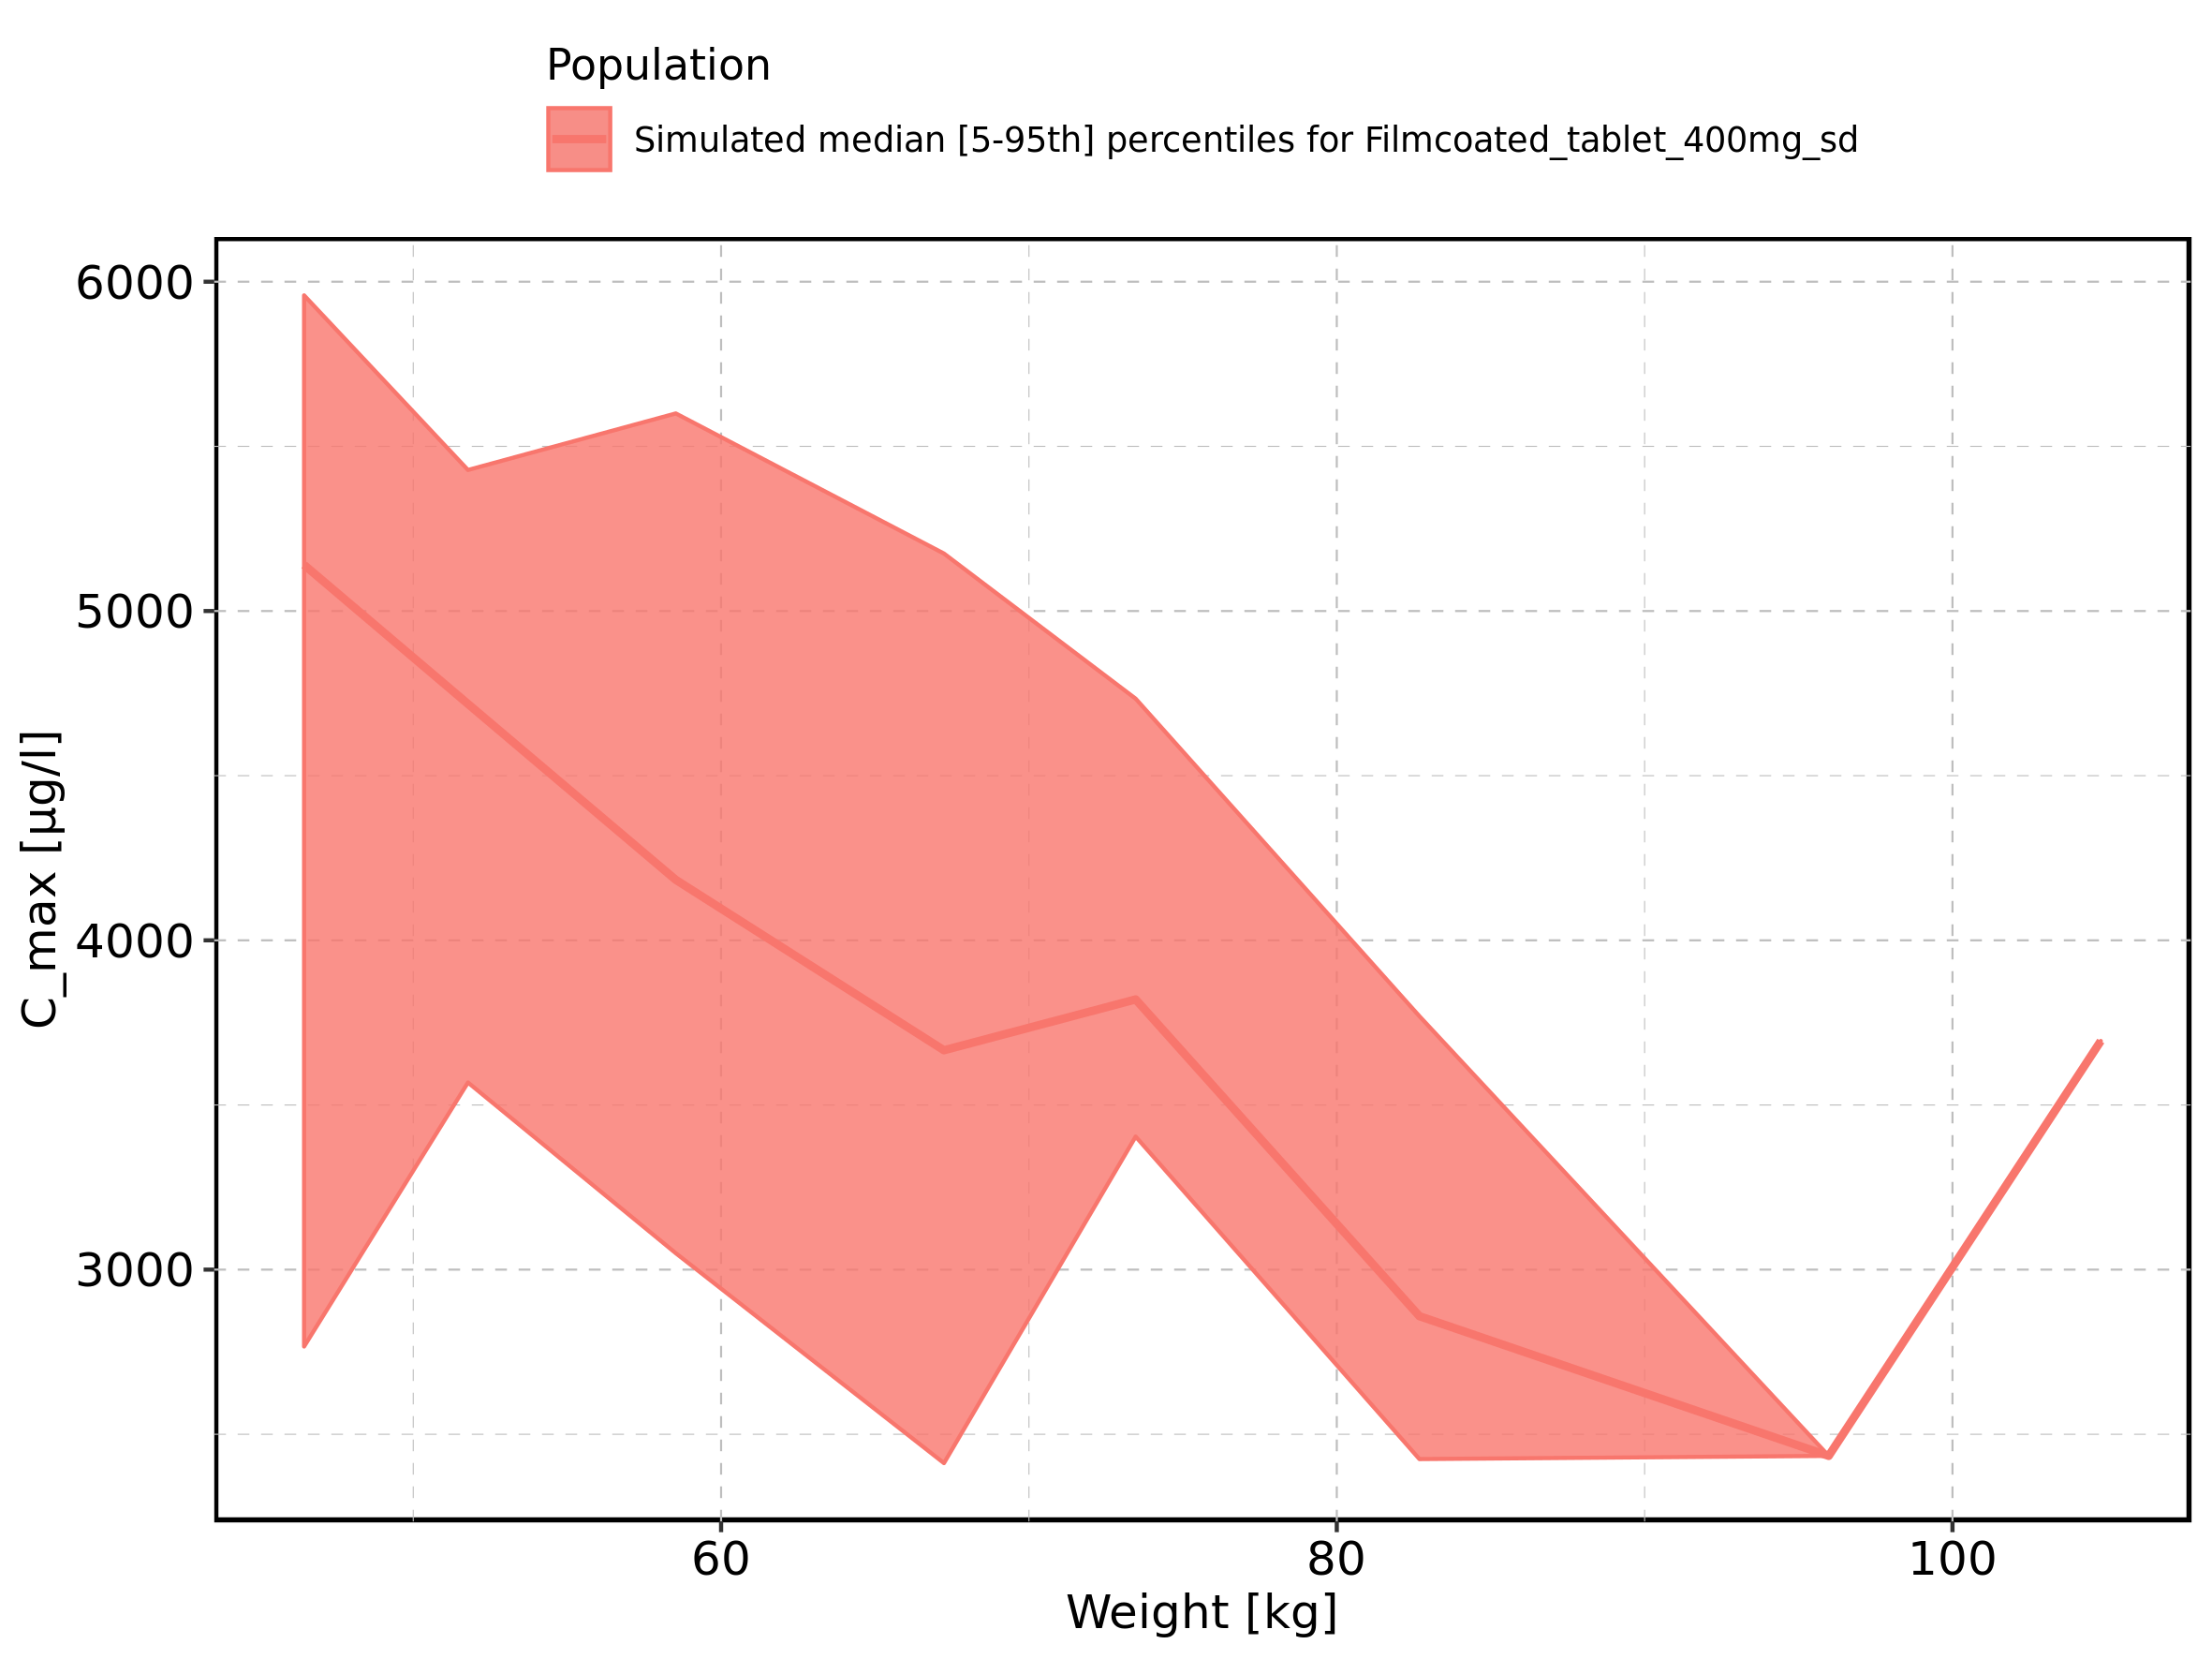 Population
Simulated median [5-95th] percentiles for Filmcoated_tablet_400mg_sd
6000
5000
4000
3000
C_max [µg/l]
60 80 100
Weight [kg]